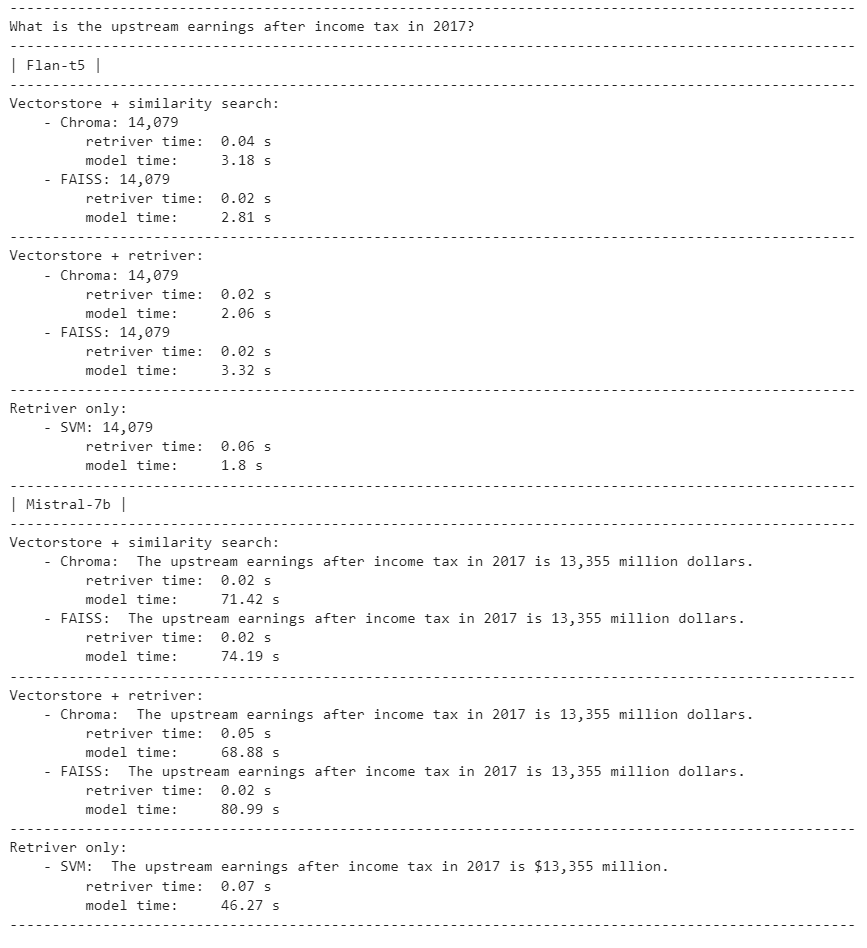 What is the upstream earnings after income tax in 2017?
| Flan-t5 |
Vectorstore + similarity search:
- Chroma: 14,079
retriver time: 0.04 s
model time: 3.18 s
- FAISS: 14,079
retriver time: 0.02 s
model time: 2.81 s
Vectorstore + retriver:
- Chroma: 14,079
retriver time: 0.02 s
model time: 2.06 s
- FAISS: 14,079
retriver time: 0.02 s
model time: 3.32 s
Retriver only:
- SVM: 14,079
retriver time: 0.06 s
model time: 1.8 s
| Mistral-7b |
Vectorstore + similarity search:
- Chroma: The upstream earnings after income tax in 2017 is 13,355 million dollars.
retriver time: 0.02 s
model time: 71.42 s
- FAISS: The upstream earnings after income tax in 2017 is 13,355 million dollars.
retriver time: 0.02 s
model time: 74.19 s
Vectorstore + retriver:
- Chroma: The upstream earnings after income tax in 2017 is 13,355 million dollars.
retriver time: 0.05 s
model time: 68.88 s
- FAISS: The upstream earnings after income tax in 2017 is 13,355 million dollars.
retriver time: 0.02 s
model time: 80.99 s
Retriver only:
- SVM: The upstream earnings after income tax in 2017 is $13,355 million.
retriver time: 0.07 s
model time: 46.27 s